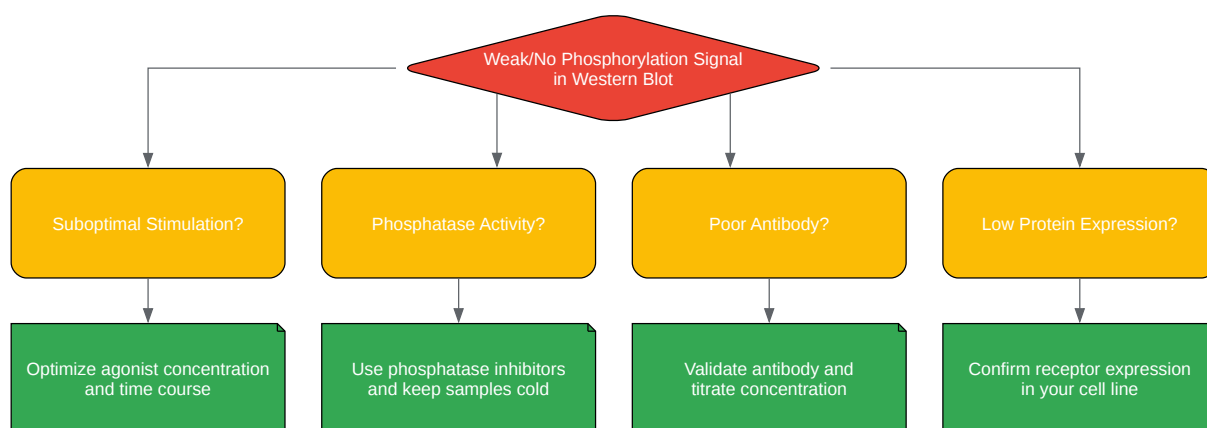 Weak/No Phosphorylation Signal
in Western Blot
Suboptimal Stimulation?
Phosphatase Activity?
Poor Antibody?
Low Protein Expression?
Optimize agonist concentration
and time course
Use phosphatase inhibitors
and keep samples cold
Validate antibody and
titrate concentration
Confirm receptor expression
in your cell line